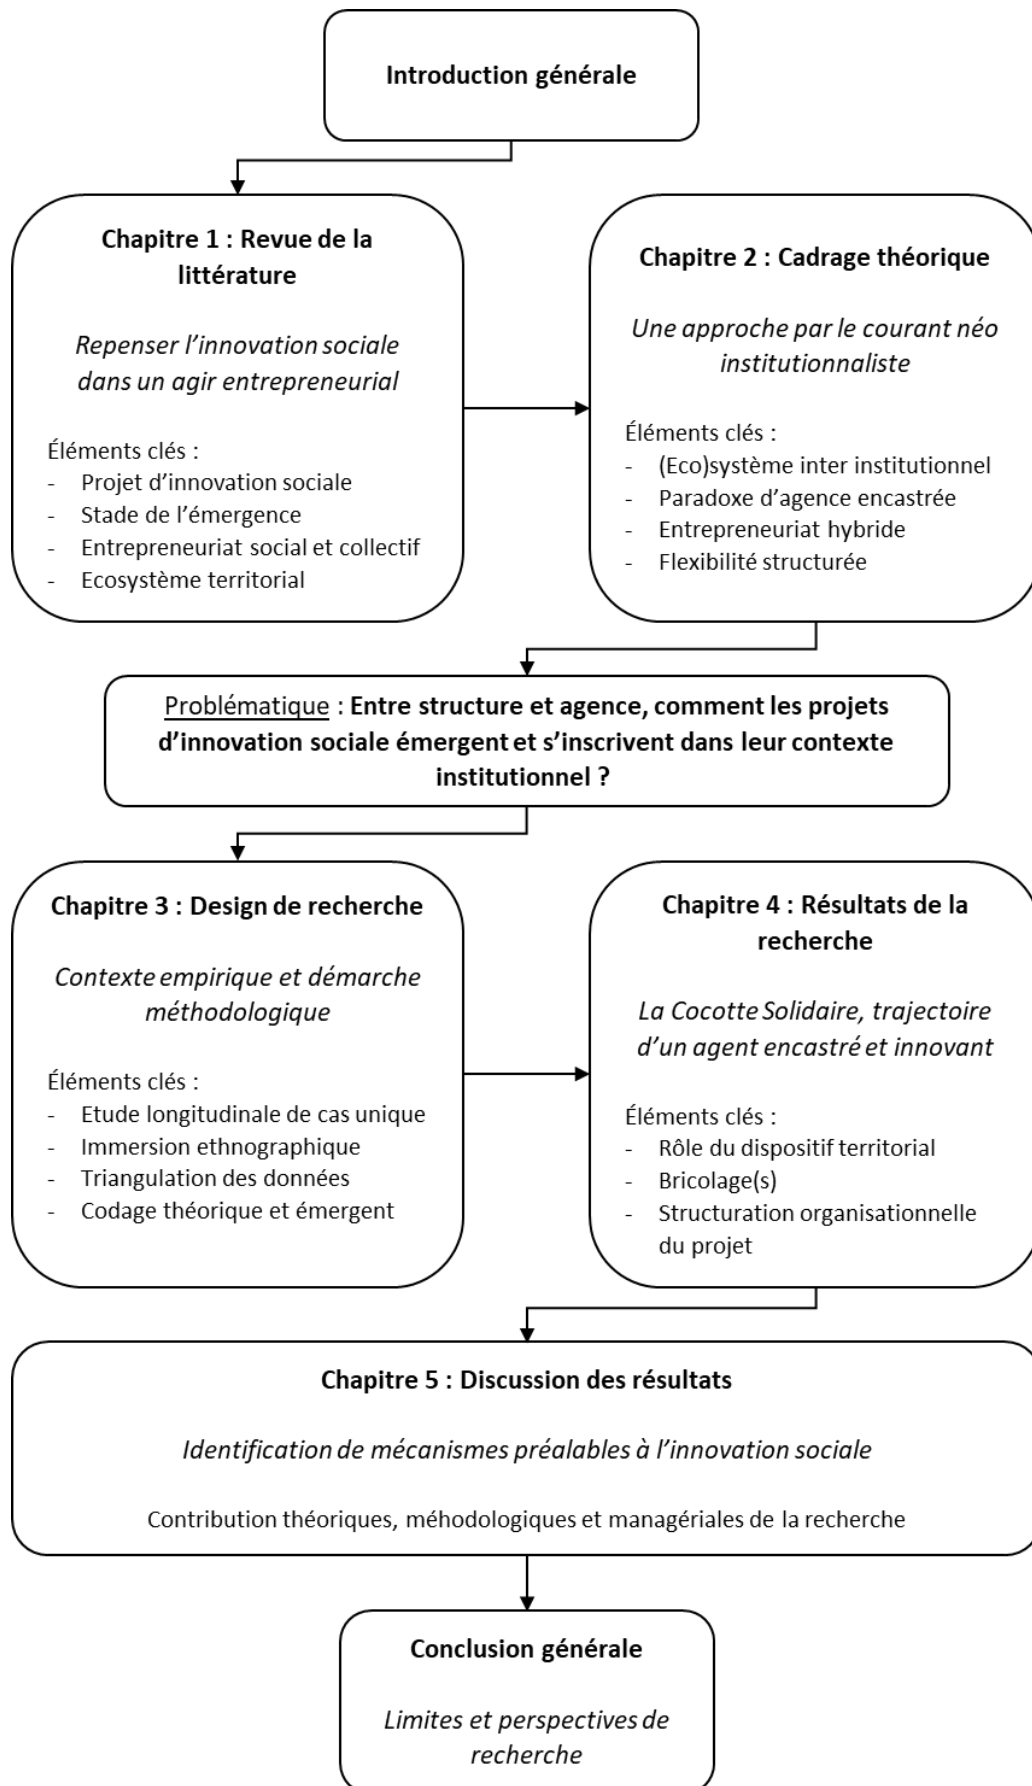 Introduction générale
Chapitre 1 : Revue de la
littérature
Repenser l'innovation sociale
dans un agir entrepreneurial
Éléments clés :
- Projet d'innovation sociale
- Stade de l'émergence
- Entrepreneuriat social et collectif
- Ecosystème territorial
Chapitre 2 : Cadrage théorique
Une approche par le courant néo
institutionnaliste
Éléments clés :
- (Eco)système inter institutionnel
- Paradoxe d'agence encastrée
- Entrepreneuriat hybride
- Flexibilité structurée
Problématique : Entre structure et agence, comment les projets
d'innovation sociale émergent et s'inscrivent dans leur contexte
institutionnel ?
Chapitre 3 : Design de recherche
Contexte empirique et démarche
méthodologique
Éléments clés :
- Etude longitudinale de cas unique
- Immersion ethnographique
- Triangulation des données
- Codage théorique et émergent
Chapitre 4 : Résultats de la
recherche
La Cocotte Solidaire, trajectoire
d'un agent encastré et innovant
Éléments clés :
- Rôle du dispositif territorial
- Bricolage(s)
- Structuration organisationnelle
du projet
Chapitre 5 : Discussion des résultats
Identification de mécanismes préalables à l'innovation sociale
Contribution théoriques, méhodologiques et managériales de la recherche
Conclusion générale
Limites et perspectives de
recherche